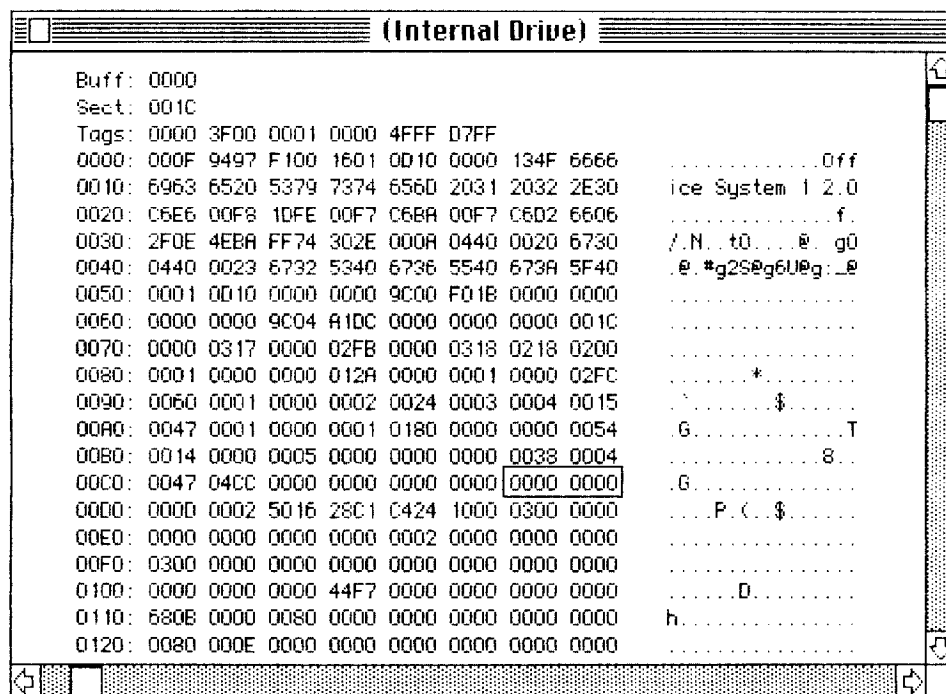 (Internal Drive)
Buff: 0000
Sect: 001C
Tags: 0000 3F00 0001 0000 4FFF D7FF
0000: 000F 9497 F100 1601 0D10 0000 134F 6666 .............Off
0010: 6963 6520 5379 7374 656D 2031 2032 2E30 ice System 1 2.0
0020: C6E6 00F8 1DFE 00F7 C6BA 00F7 C6D2 6606 ..............f.
0030: 2F0E 4EBA FF74 302E 000A 0440 0020 6730 /.N..t0....@. g0
0040: 0440 0023 6732 5340 6736 5540 673A 5F40 .@.#g2S@g6U@g:_@
0050: 0001 0D10 0000 0000 9C00 F01B 0000 0000 ................
0060: 0000 0000 9C04 A1DC 0000 0000 0000 001C ................
0070: 0000 0317 0000 02FB 0000 0318 0218 0200 ................
0080: 0001 0000 0000 012A 0000 0001 0000 02FC .......*........
0090: 0060 0001 0000 0002 0024 0003 0004 0015 .`.......$......
00A0: 0047 0001 0000 0001 0180 0000 0000 0054 .G.............T
00B0: 0014 0000 0005 0000 0000 0000 0038 0004 .............8..
00C0: 0047 04CC 0000 0000 0000 0000 0000 0000 .G..............
00D0: 000D 0002 5016 28C1 C424 1000 0300 0000 ....P.(..$......
00E0: 0000 0000 0000 0000 0002 0000 0000 0000 ................
00F0: 0300 0000 0000 0000 0000 0000 0000 0000 ................
0100: 0000 0000 0000 44F7 0000 0000 0000 0000 ......D.........
0110: 680B 0000 0080 0000 0000 0000 0000 0000 h...............
0120: 0080 000E 0000 0000 0000 0000 0000 0000 ................